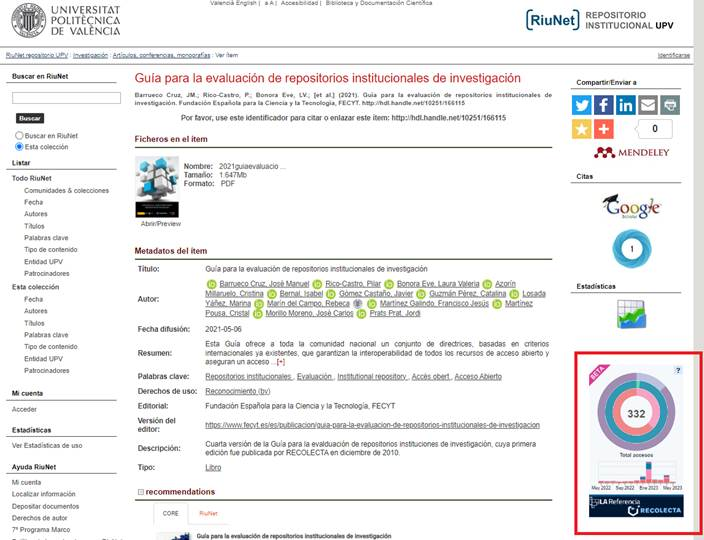 Valencià English | a A | Accesibilidad | Biblioteca y Documentación Científica
UNIVERSITAT
POLITÈCNICA
DE VALÈNCIA
RiuNet
REPOSITORIO
INSTITUCIONAL UPV
RiuNet repositorio UPV : Investigación : Artículos, conferencias, monografías : Ver ítem
Identificarse
Buscar en RiuNet
Buscar
Buscar en RiuNet
Esta colección
Listar
Todo RiuNet
Comunidades & colecciones
Fecha
Autores
Títulos
Palabras clave
Tipo de contenido
Entidad UPV
Patrocinadores
Esta colección
Fecha
Autores
Títulos
Palabras clave
Tipo de contenido
Entidad UPV
Patrocinadores
Mi cuenta
Acceder
Estadísticas
Ver Estadísticas de uso
Ayuda RiuNet
Mi cuenta
Localizar información
Depositar documentos
Derechos de autor
7º Programa Marco
Guía para la evaluación de repositorios institucionales de investigación
Barrueco Cruz, JM.; Rico-Castro, P.; Bonora Eve, LV.; [et al.] (2021). Guía para la evaluación de repositorios institucionales de
investigación. Fundación Española para la Ciencia y la Tecnología, FECYT. http://hdl.handle.net/10251/166115
Por favor, use este identificador para citar o enlazar este ítem: http://hdl.handle.net/10251/166115
Ficheros en el ítem
Nombre: 2021guiaevaluacio ...
Tamaño: 1.647Mb
Formato: PDF
Abrir/Preview
Metadatos del ítem
Título: Guía para la evaluación de repositorios institucionales de investigación
Autor: Barrueco Cruz, José Manuel Rico-Castro, Pilar Bonora Eve, Laura Valeria Azorín
Millaruelo, Cristina Bernal, Isabel Gómez Castaño, Javier Guzmán Pérez, Catalina Losada
Yáñez, Marina Marín del Campo, Rebeca Martínez Galindo, Francisco Jesús Martínez
Pousa, Cristal Morillo Moreno, José Carlos Prats Prat, Jordi
Fecha difusión: 2021-05-06
Resumen: Esta Guía ofrece a toda la comunidad nacional un conjunto de directrices, basadas en criterios
internacionales ya existentes, que garantizan la interoperabilidad de todos los recursos de acceso abierto y
aseguran un acceso ...[+]
Palabras clave: Repositorios institucionales , Evaluación , Institutional repository , Accés obert , Acceso Abierto
Derechos de uso: Reconocimiento (by)
Editorial: Fundación Española para la Ciencia y la Tecnología, FECYT
Versión del
editor: https://www.fecyt.es/es/publicacion/guia-para-la-evaluacion-de-repositorios-institucionales-de-investigacion
Descripción: Cuarta versión de la Guía para la evalduación de repositorios instituciones de investigación, cuya primera
edición fue publicada por RECOLECTA en diciembre de 2010.
Tipo: Libro
recommendations
CORE RiuNet
Guía para la evaluación de repositorios institucionales de investigación
Compartir/Enviar a
0
MENDELEY
Citas
Google
1
Estadísticas
BETA
?
332
Total accesos
May 2022 Sep 2022 Ene 2023 May 2023
LA Referencia
RECOLECTA